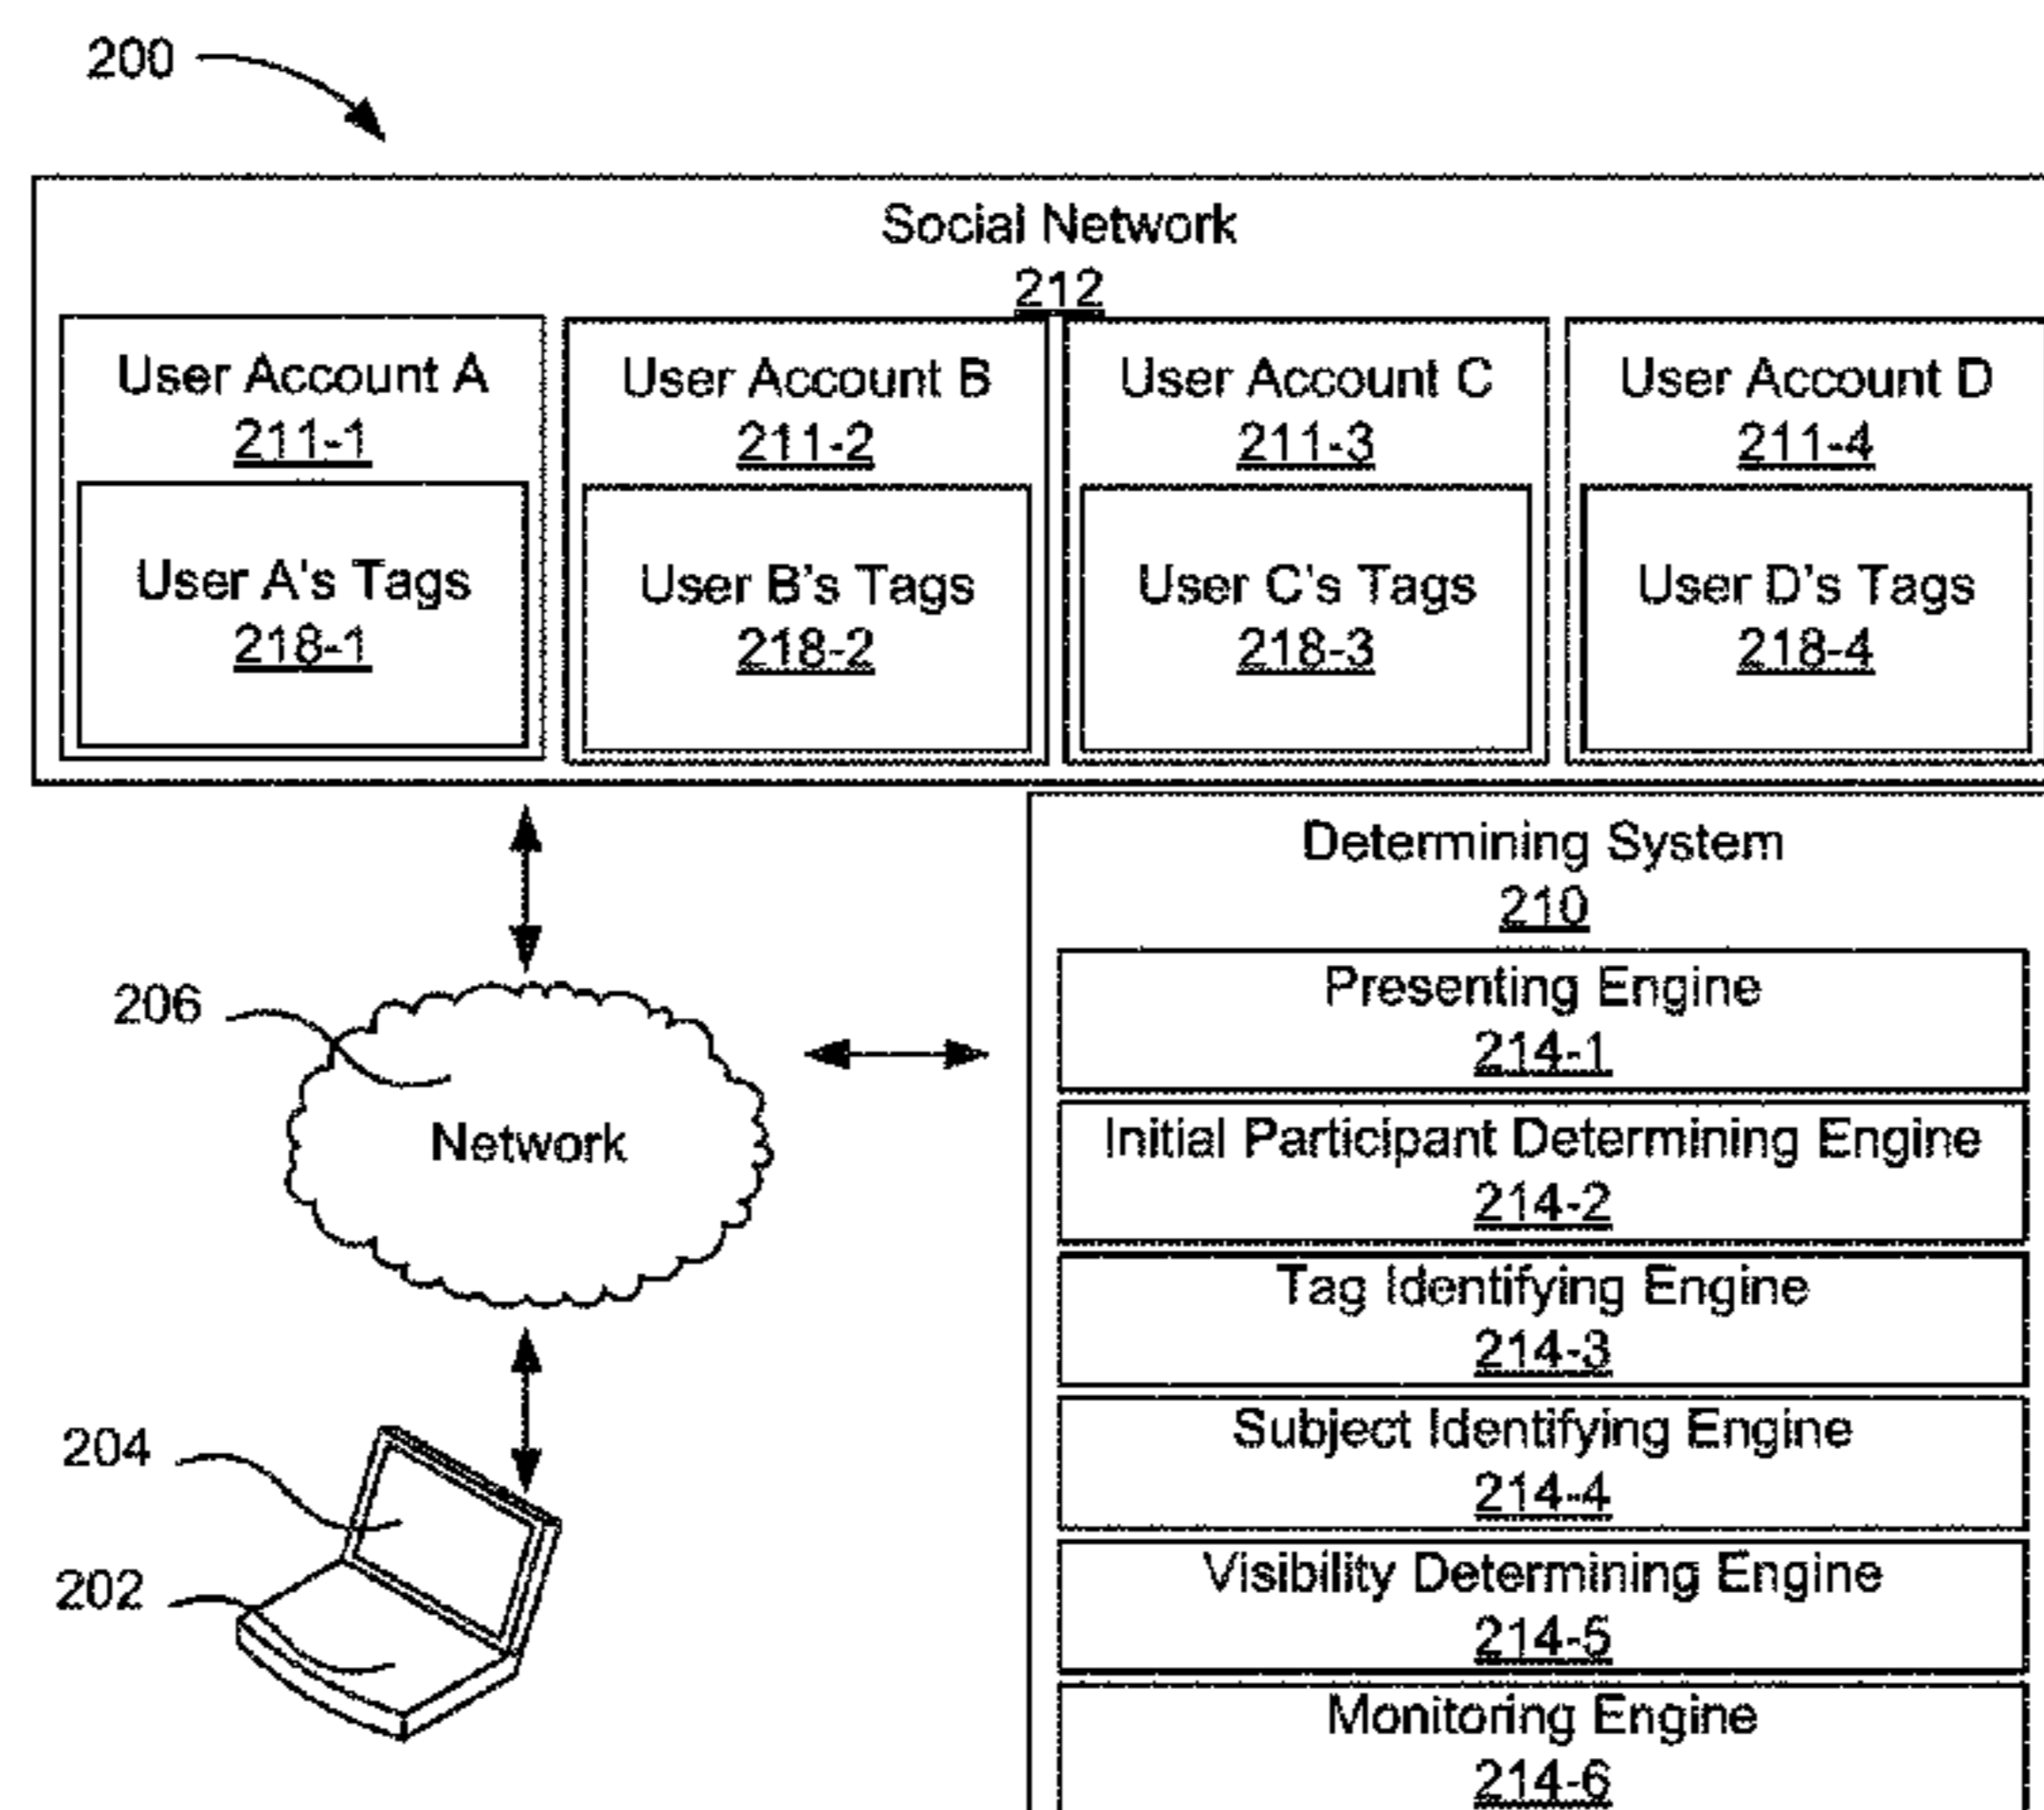 200
Social Network
212
User Account A
211-1
User A's Tags
218-1
User Account B
211-2
User B's Tags
218-2
User Account C
211-3
User C's Tags
218-3
User Account D
211-4
User D's Tags
218-4
Determining System
210
Presenting Engine
214-1
Initial Participant Determining Engine
214-2
Tag Identifying Engine
214-3
Subject Identifying Engine
214-4
Visibility Determining Engine
214-5
Monitoring Engine
214-6
206
Network
204
202